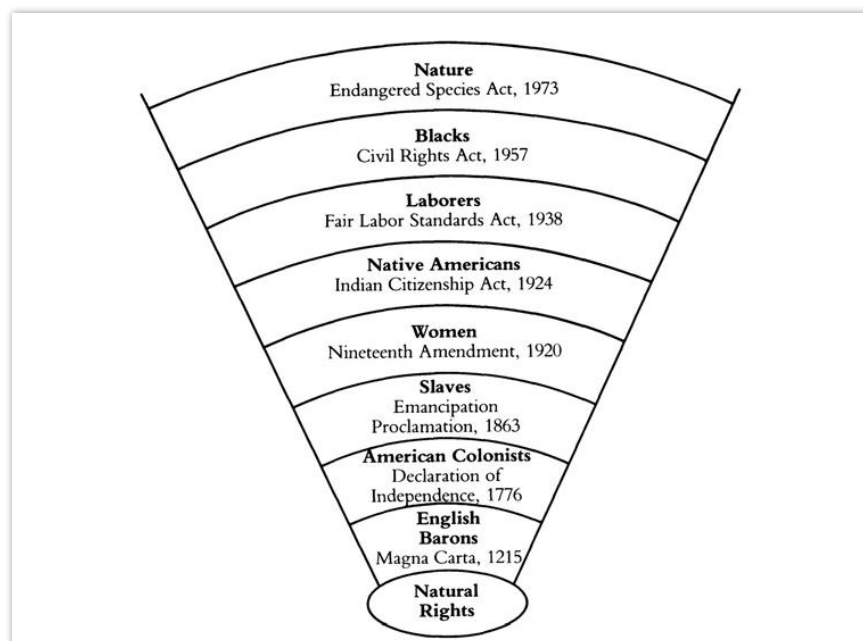 Nature
Endangered Species Act, 1973
Blacks
Civil Rights Act, 1957
Laborers
Fair Labor Standards Act, 1938
Native Americans
Indian Citizenship Act, 1924
Women
Nineteenth Amendment, 1920
Slaves
Emancipation
Proclamation, 1863
American Colonists
Declaration of
Independence, 1776
English
Barons
Magna Carta, 1215
Natural
Rights